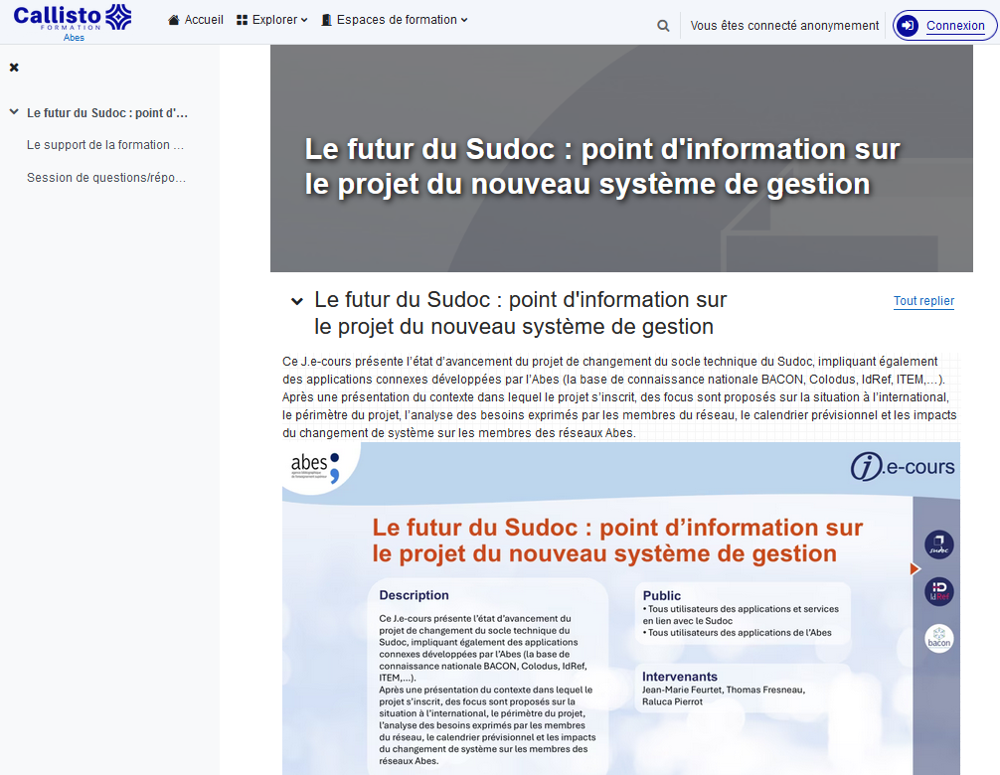 Callisto
FORMATION
Abes
Accueil
Explorer
Espaces de formation
Vous êtes connecté anonymement
Connexion
Le futur du Sudoc : point d'...
Le support de la formation ...
Session de questions/répo...
Le futur du Sudoc : point d'information sur
le projet du nouveau système de gestion
Le futur du Sudoc : point d'information sur
le projet du nouveau système de gestion
Tout replier
Ce J.e-cours présente l’état d’avancement du projet de changement du socle technique du Sudoc, impliquant également
des applications connexes développées par l’Abes (la base de connaissance nationale BACON, Colodus, IdRef, ITEM,…).
Après une présentation du contexte dans lequel le projet s’inscrit, des focus sont proposés sur la situation à l’international,
le périmètre du projet, l’analyse des besoins exprimés par les membres du réseau, le calendrier prévisionnel et les impacts
du changement de système sur les membres des réseaux Abes.
abes
agence bibliographique
de l'enseignement supérieur
j.e-cours
Le futur du Sudoc : point d’information sur
le projet du nouveau système de gestion
Description
Ce J.e-cours présente l’état d’avancement du
projet de changement du socle technique du
Sudoc, impliquant également des applications
connexes développées par l’Abes (la base de
connaissance nationale BACON, Colodus, IdRef,
ITEM,…).
Après une présentation du contexte dans lequel le
projet s’inscrit, des focus sont proposés sur la
situation à l’international, le périmètre du projet,
l’analyse des besoins exprimés par les membres
du réseau, le calendrier prévisionnel et les impacts
du changement de système sur les membres des
réseaux Abes.
Public
• Tous utilisateurs des applications et services
en lien avec le Sudoc
• Tous utilisateurs des applications de l’Abes
Intervenants
Jean-Marie Feurtet, Thomas Fresneau,
Raluca Pierrot
sudoc
ID
IdRef
bacon